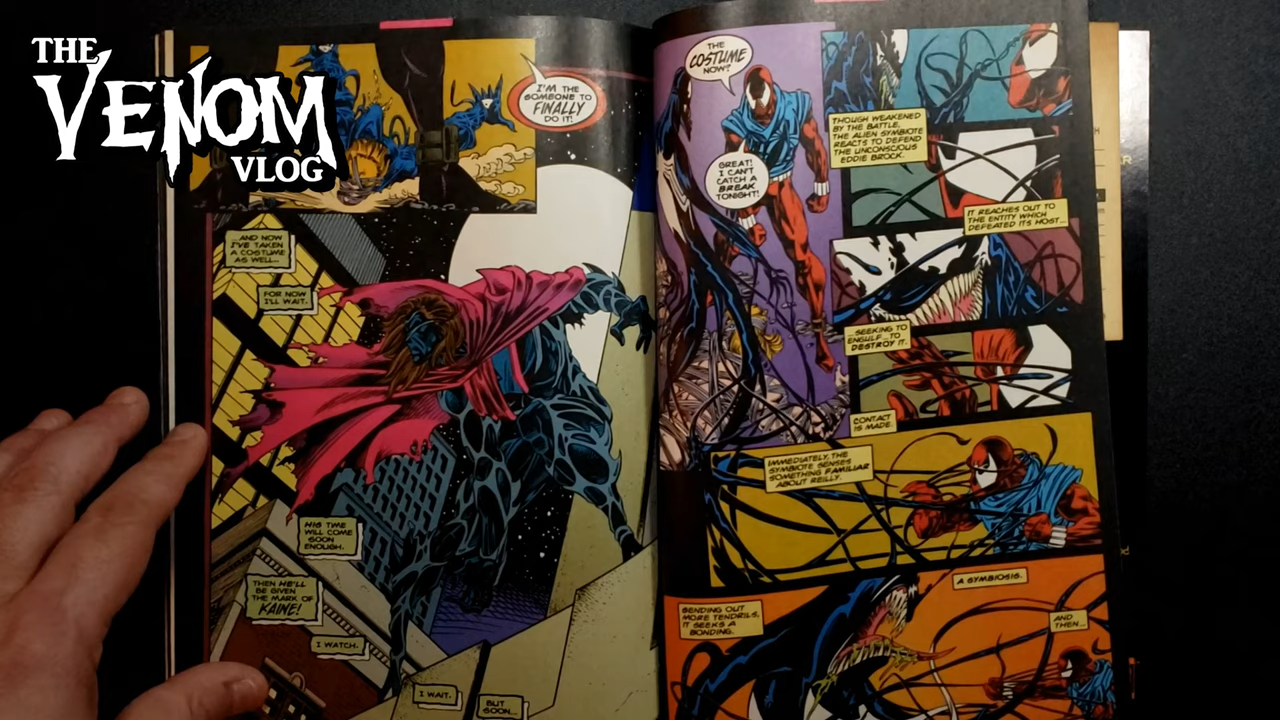 THE
VENOM
VLOG
I'M THE
SOMEONE TO
FINALLY
DO IT!
...AND NOW
I'VE TAKEN
A COSTUME
AS WELL...
FOR NOW
I'LL WAIT.
HIS TIME
WILL COME
SOON
ENOUGH.
THEN HE'LL
BE GIVEN
THE MARK OF
KAINE!
I WATCH.
I WAIT.
BUT
SOON...
THE
COSTUME
NOW?
GREAT!
I CAN'T
CATCH A
BREAK
TONIGHT!
THOUGH WEAKENED
BY THE BATTLE,
THE ALIEN SYMBIOTE
REACTS TO DEFEND
THE UNCONSCIOUS
EDDIE BROCK.
IT REACHES OUT TO
THE ENTITY WHICH
DEFEATED ITS HOST...
...SEEKING TO
ENGULF...TO
DESTROY IT.
CONTACT
IS MADE.
IMMEDIATELY, THE
SYMBIOTE SENSES
SOMETHING FAMILIAR
ABOUT REILLY.
A SYMBIOSIS.
SENDING OUT
MORE TENDRILS,
IT SEEKS A
BONDING.
AND
THEN...